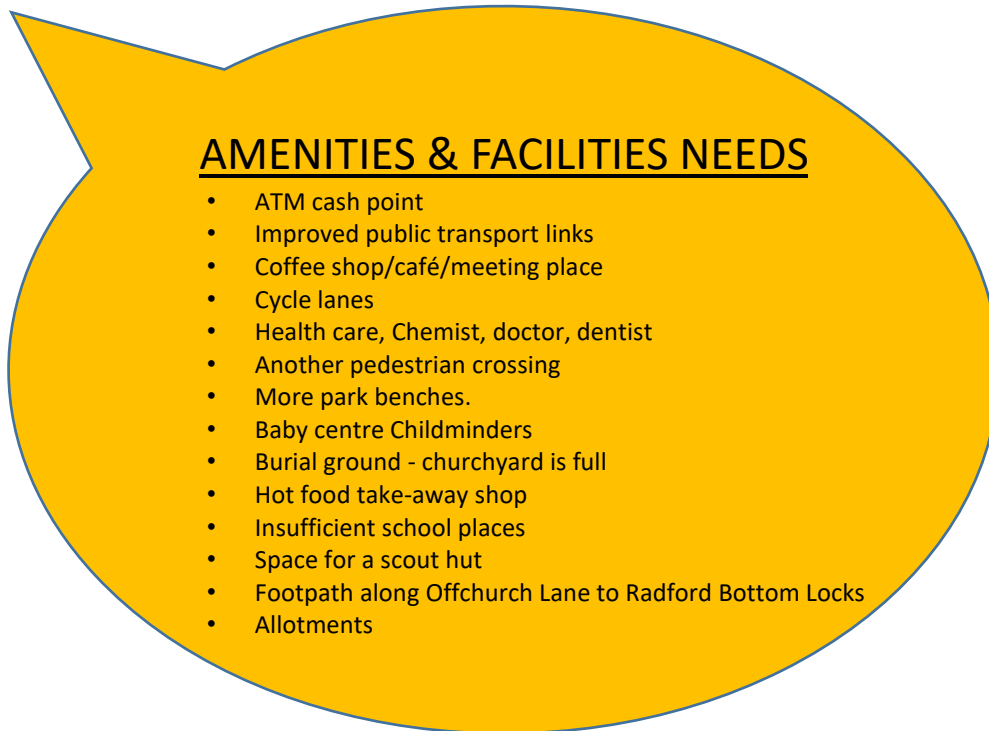 AMENITIES & FACILITIES NEEDS
• ATM cash point
• Improved public transport links
• Coffee shop/café/meeting place
• Cycle lanes
• Health care, Chemist, doctor, dentist
• Another pedestrian crossing
• More park benches.
• Baby centre Childminders
• Burial ground - churchyard is full
• Hot food take-away shop
• Insufficient school places
• Space for a scout hut
• Footpath along Offchurch Lane to Radford Bottom Locks
• Allotments